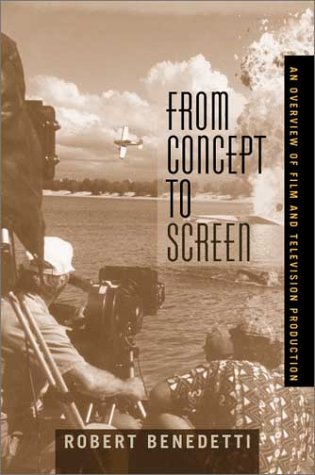 FROM
CONCEPT
TO
SCREEN
AN OVERVIEW OF FILM AND TELEVISION PRODUCTION
ROBERT BENEDETTI